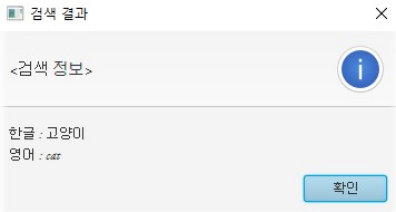 검색 결과
<검색 정보>
한글 : 고양이
영어 : cat
확인